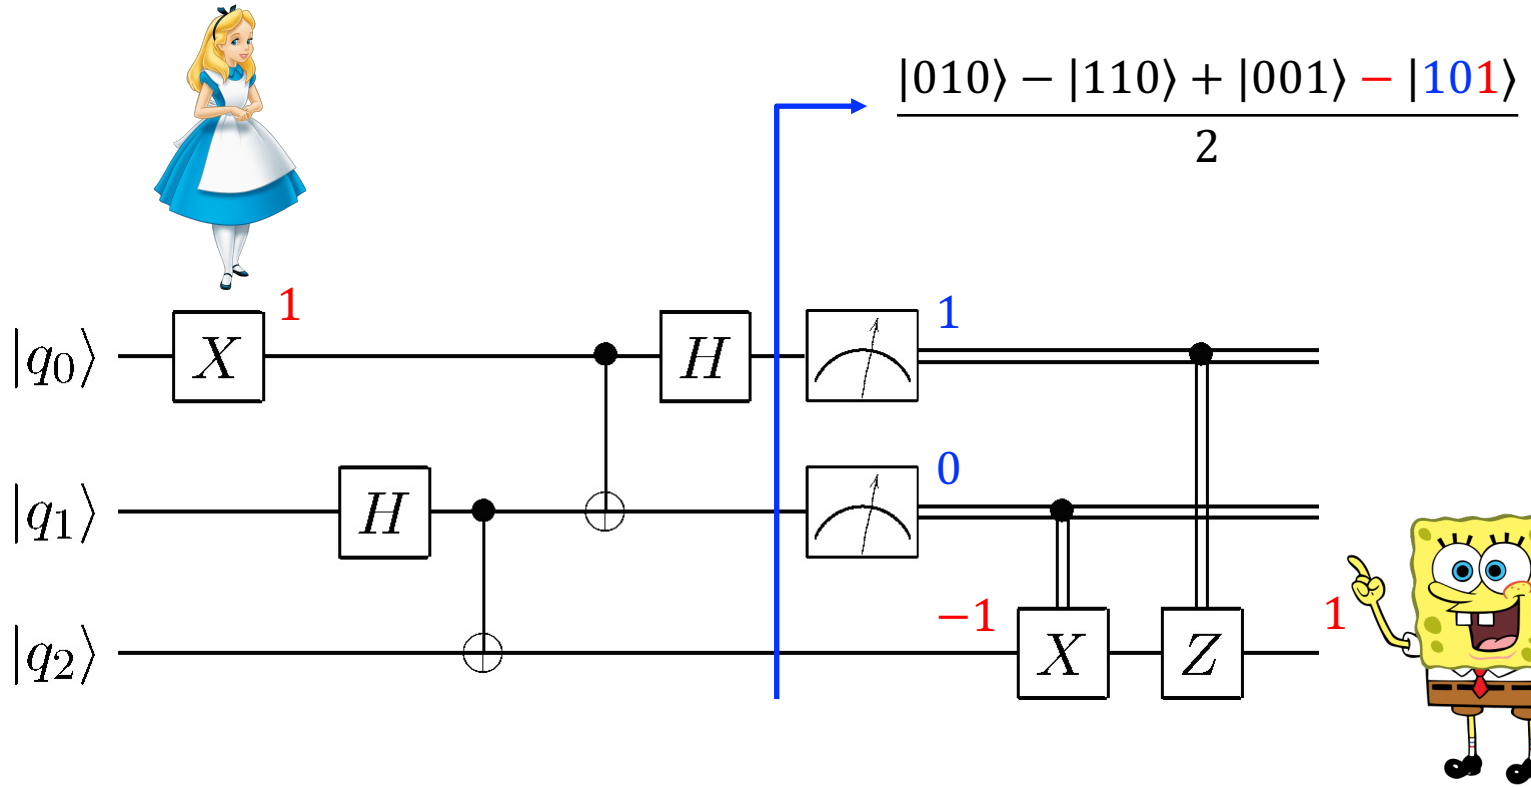 |010⟩ − |110⟩ + |001⟩ − |101⟩
2
1
|q₀⟩ X H 1
|q₁⟩ H 0
|q₂⟩ −1 X Z 1